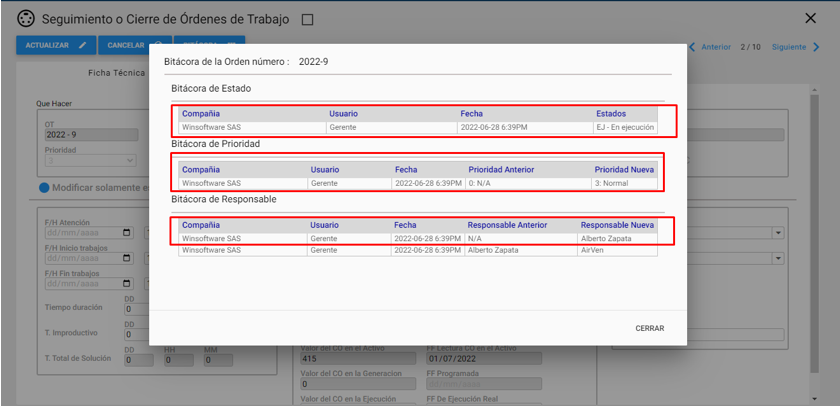 Seguimiento o Cierre de Órdenes de Trabajo
ACTUALIZAR CANCELAR
Anterior 2 / 10 Siguiente
Ficha Técnica
Bitácora de la Orden número : 2022-9
Bitácora de Estado
Compañia Usuario Fecha Estados
Winsoftware SAS Gerente 2022-06-28 6:39PM EJ - En ejecución
Bitácora de Prioridad
Compañia Usuario Fecha Prioridad Anterior Prioridad Nueva
Winsoftware SAS Gerente 2022-06-28 6:39PM 0: N/A 3: Normal
Bitácora de Responsable
Compañia Usuario Fecha Responsable Anterior Responsable Nueva
Winsoftware SAS Gerente 2022-06-28 6:39PM N/A Alberto Zapata
Winsoftware SAS Gerente 2022-06-28 6:39PM Alberto Zapata AirVen
CERRAR
Que Hacer
OT
2022 - 9
Prioridad
3
Modificar solamente
F/H Atención
dd/mm/aaaa
F/H Inicio trabajos
dd/mm/aaaa
F/H Fin trabajos
dd/mm/aaaa
DD
Tiempo duración 0
DD
T. Improductivo 0
DD HH MM
T. Total de Solución 0 0 0
Valor del CO en el Activo FF Lectura CO en el Activo
415 01/07/2022
Valor del CO en la Generacion FF Programada
0 dd/mm/aaaa
Valor del CO en la Ejecución FF De Ejecución Real